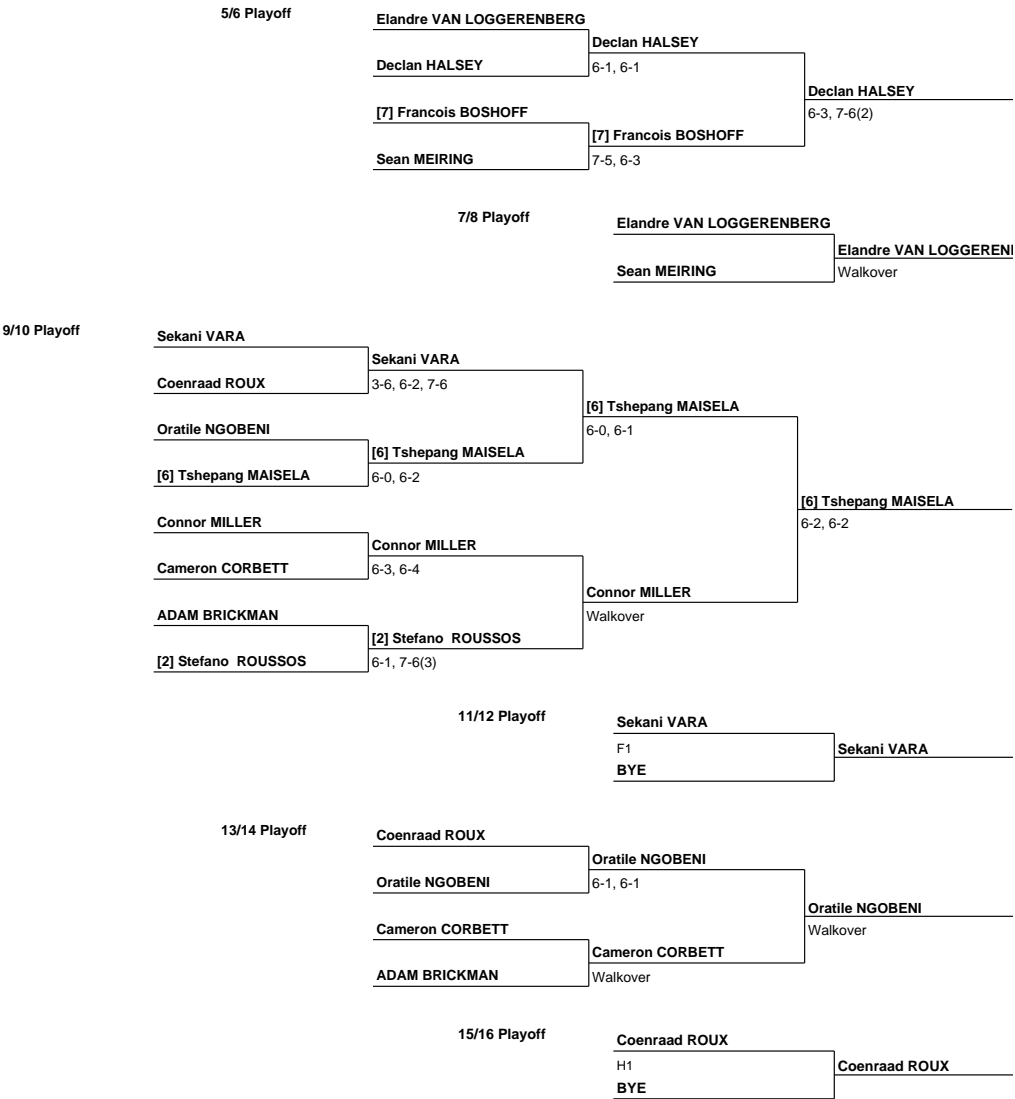 5/6 Playoff
Elandre VAN LOGGERENBERG
Declan HALSEY
Declan HALSEY
6-1, 6-1
Declan HALSEY
6-3, 7-6(2)
[7] Francois BOSHOFF
[7] Francois BOSHOFF
Sean MEIRING
7-5, 6-3
7/8 Playoff
Elandre VAN LOGGERENBERG
Elandre VAN LOGGEREN
Sean MEIRING
Walkover
9/10 Playoff
Sekani VARA
Sekani VARA
Coenraad ROUX
3-6, 6-2, 7-6
[6] Tshepang MAISELA
6-0, 6-1
Oratile NGOBENI
[6] Tshepang MAISELA
[6] Tshepang MAISELA
6-0, 6-2
[6] Tshepang MAISELA
6-2, 6-2
Connor MILLER
Connor MILLER
Cameron CORBETT
6-3, 6-4
Connor MILLER
Walkover
ADAM BRICKMAN
[2] Stefano ROUSSOS
[2] Stefano ROUSSOS
6-1, 7-6(3)
11/12 Playoff
Sekani VARA
F1
Sekani VARA
BYE
13/14 Playoff
Coenraad ROUX
Oratile NGOBENI
Oratile NGOBENI
6-1, 6-1
Oratile NGOBENI
Walkover
Cameron CORBETT
Cameron CORBETT
ADAM BRICKMAN
Walkover
15/16 Playoff
Coenraad ROUX
H1
Coenraad ROUX
BYE